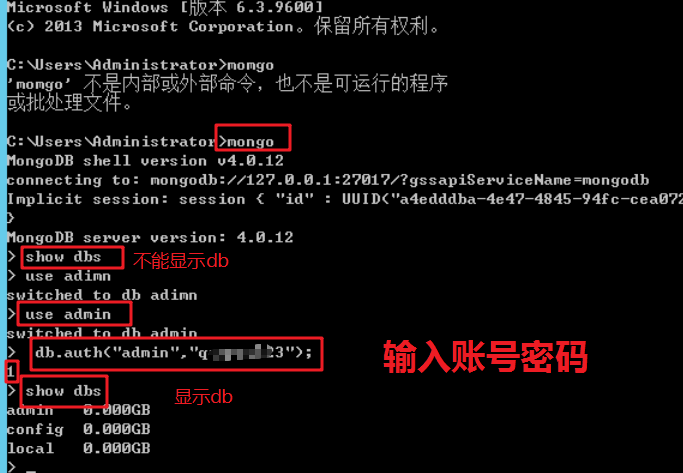 Microsoft Windows [版本 6.3.9600]
(c) 2013 Microsoft Corporation。保留所有权利。
C:\Users\Administrator>momgo
'momgo' 不是内部或外部命令，也不是可运行的程序
或批处理文件。
C:\Users\Administrator>mongo
MongoDB shell version v4.0.12
connecting to: mongodb://127.0.0.1:27017/?gssapiServiceName=mongodb
Implicit session: session { "id" : UUID("a4edddba-4e47-4845-94fc-cea072
}
MongoDB server version: 4.0.12
> show dbs 不能显示db
> use adimn
switched to db adimn
> use admin
switched to db admin
> db.auth("admin","q 23"); 输入账号密码
1
> show dbs 显示db
admin 0.000GB
config 0.000GB
local 0.000GB
> _